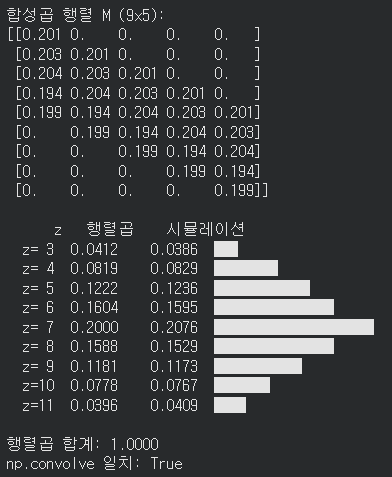 합성곱 행렬 M (9x5):
[[0.201 0.    0.    0.    0.   ]
 [0.203 0.201 0.    0.    0.   ]
 [0.204 0.203 0.201 0.    0.   ]
 [0.194 0.204 0.203 0.201 0.   ]
 [0.199 0.194 0.204 0.203 0.201]
 [0.    0.199 0.194 0.204 0.203]
 [0.    0.    0.199 0.194 0.204]
 [0.    0.    0.    0.199 0.194]
 [0.    0.    0.    0.    0.199]]
z 행렬곱 시뮬레이션
z= 3 0.0412 0.0386
z= 4 0.0819 0.0829
z= 5 0.1222 0.1236
z= 6 0.1604 0.1595
z= 7 0.2000 0.2076
z= 8 0.1588 0.1529
z= 9 0.1181 0.1173
z=10 0.0778 0.0767
z=11 0.0396 0.0409
행렬곱 합계: 1.0000
np.convolve 일치: True